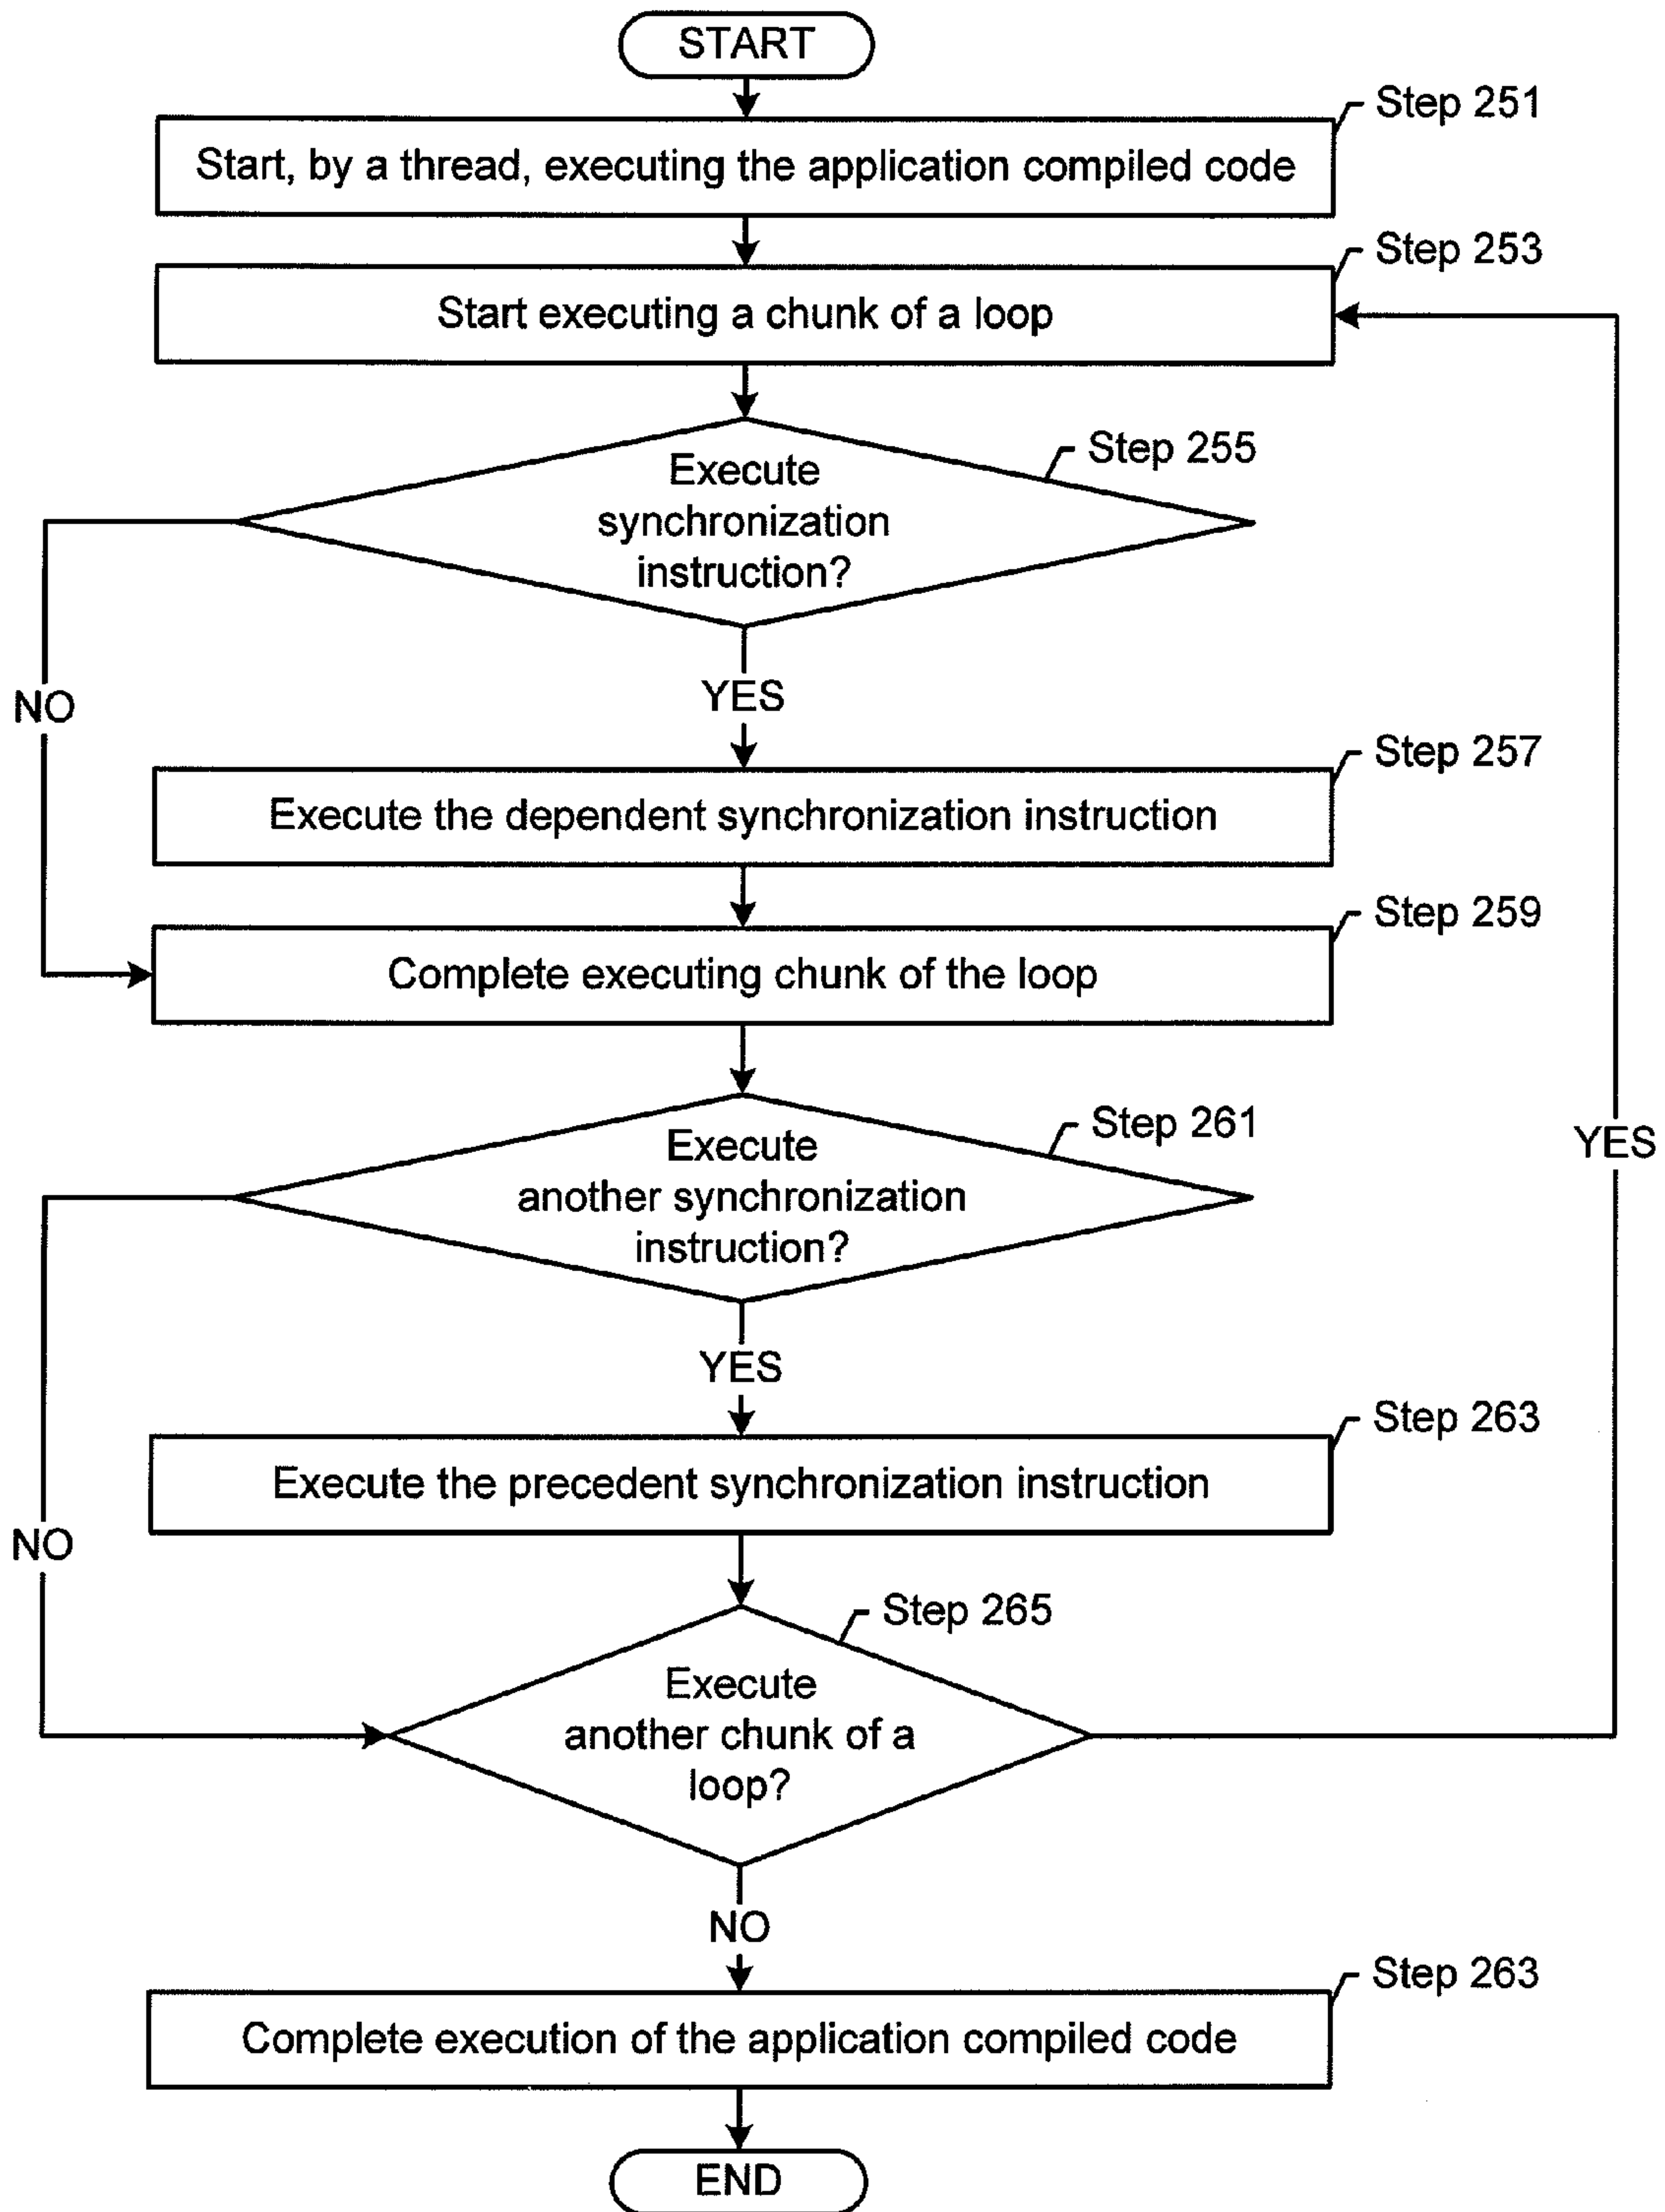 START
Step 251
Start, by a thread, executing the application compiled code
Step 253
Start executing a chunk of a loop
Step 255
Execute
synchronization
instruction?
NO
YES
Step 257
Execute the dependent synchronization instruction
Step 259
Complete executing chunk of the loop
Step 261
Execute
another synchronization
instruction?
YES
YES
Step 263
Execute the precedent synchronization instruction
NO
Step 265
Execute
another chunk of a
loop?
NO
Step 263
Complete execution of the application compiled code
END